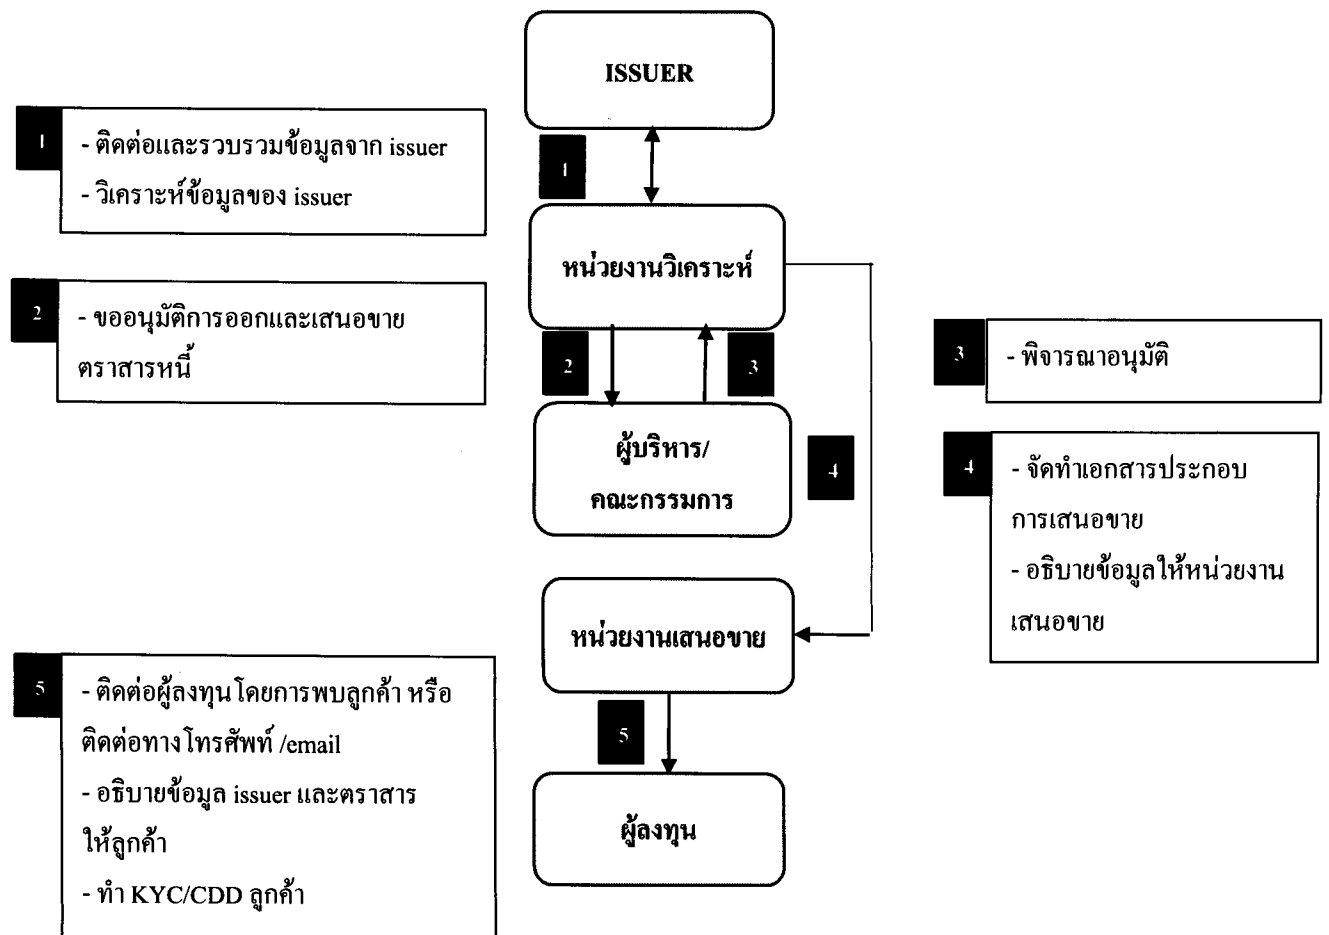 ISSUER
1
- ติดต่อและรวบรวมข้อมูลจาก issuer
- วิเคราะห์ข้อมูลของ issuer
1
หน่วยงานวิเคราะห์
2
- ขออนุมัติการออกและเสนอขาย
ตราสารหนี้
2
3
3
- พิจารณาอนุมัติ
ผู้บริหาร/
คณะกรรมการ
4
4
- จัดทำเอกสารประกอบ
การเสนอขาย
- อธิบายข้อมูลให้หน่วยงาน
เสนอขาย
หน่วยงานเสนอขาย
5
- ติดต่อผู้ลงทุนโดยการพบลูกค้า หรือ
ติดต่อทางโทรศัพท์ /email
- อธิบายข้อมูล issuer และตราสาร
ให้ลูกค้า
- ทำ KYC/CDD ลูกค้า
5
ผู้ลงทุน